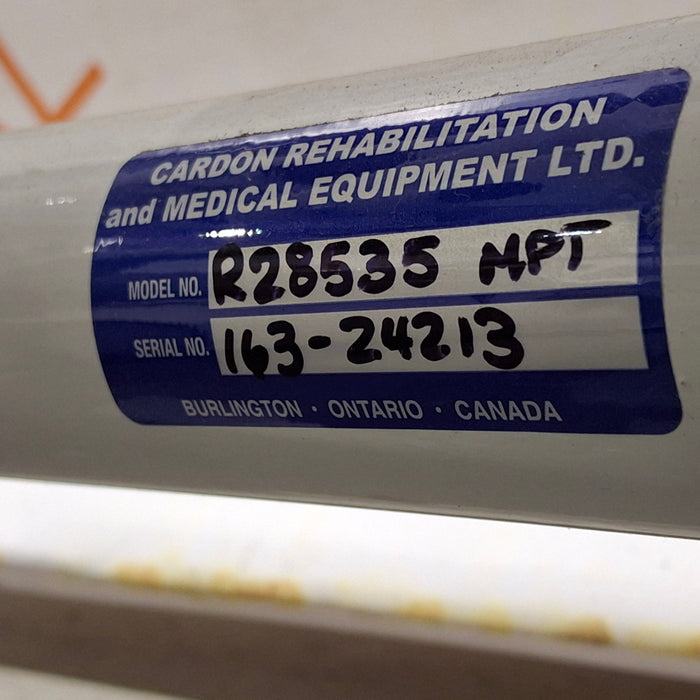 CARDON REHABILITATION
and MEDICAL EQUIPMENT LTD.
MODEL NO. R28535 MPT
SERIAL NO. 163-24213
BURLINGTON · ONTARIO · CANADA